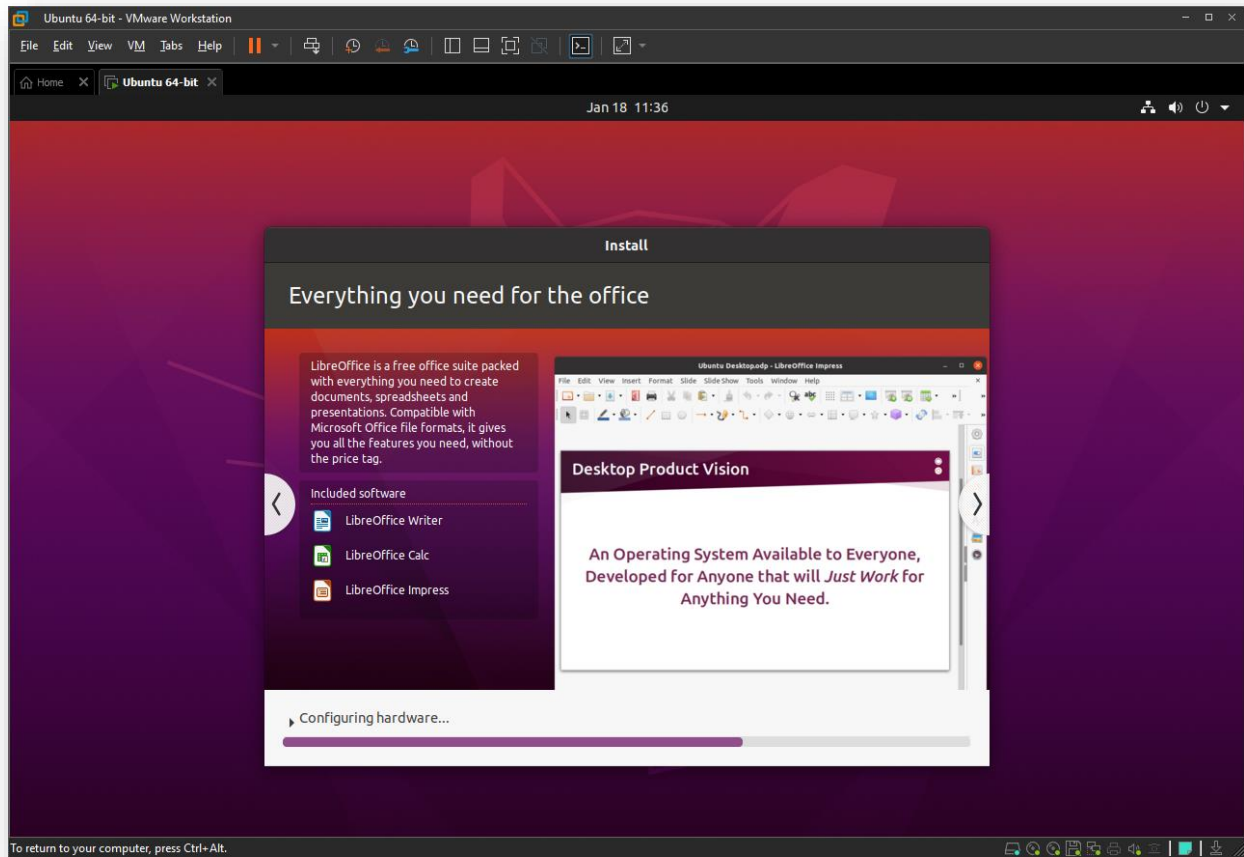 Ubuntu 64-bit - VMware Workstation
File Edit View VM Tabs Help
Home
Ubuntu 64-bit
Jan 18 11:36
Install
Everything you need for the office
LibreOffice is a free office suite packed
with everything you need to create
documents, spreadsheets and
presentations. Compatible with
Microsoft Office file formats, it gives
you all the features you need, without
the price tag.
Included software
LibreOffice Writer
LibreOffice Calc
LibreOffice Impress
Ubuntu Desktop.odp - LibreOffice Impress
File Edit View Insert Format Slide Slide Show Tools Window Help
Desktop Product Vision
An Operating System Available to Everyone,
Developed for Anyone that will Just Work for
Anything You Need.
Configuring hardware...
To return to your computer, press Ctrl+Alt.